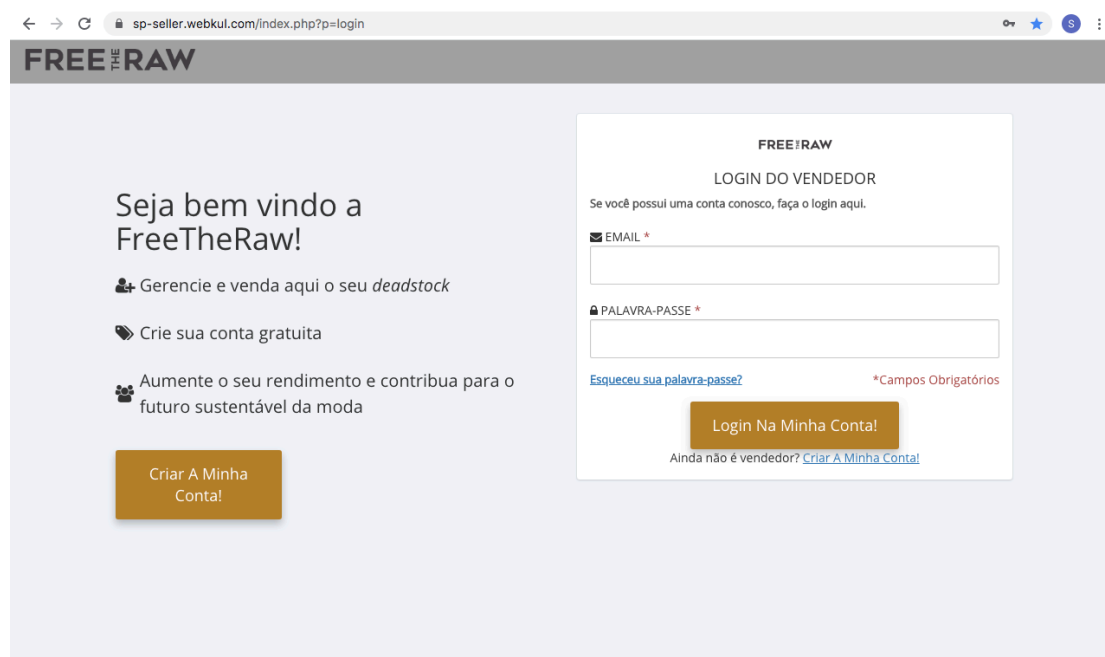 sp-seller.webkul.com/index.php?p=login
S
FREE THE RAW
Seja bem vindo a
FreeTheRaw!
Gerencie e venda aqui o seu deadstock
Crie sua conta gratuita
Aumente o seu rendimento e contribua para o
futuro sustentável da moda
Criar A Minha
Conta!
FREE THE RAW
LOGIN DO VENDEDOR
Se você possui uma conta conosco, faça o login aqui.
EMAIL *
PALAVRA-PASSE *
Esqueceu sua palavra-passe? *Campos Obrigatórios
Login Na Minha Conta!
Ainda não é vendedor? Criar A Minha Conta!